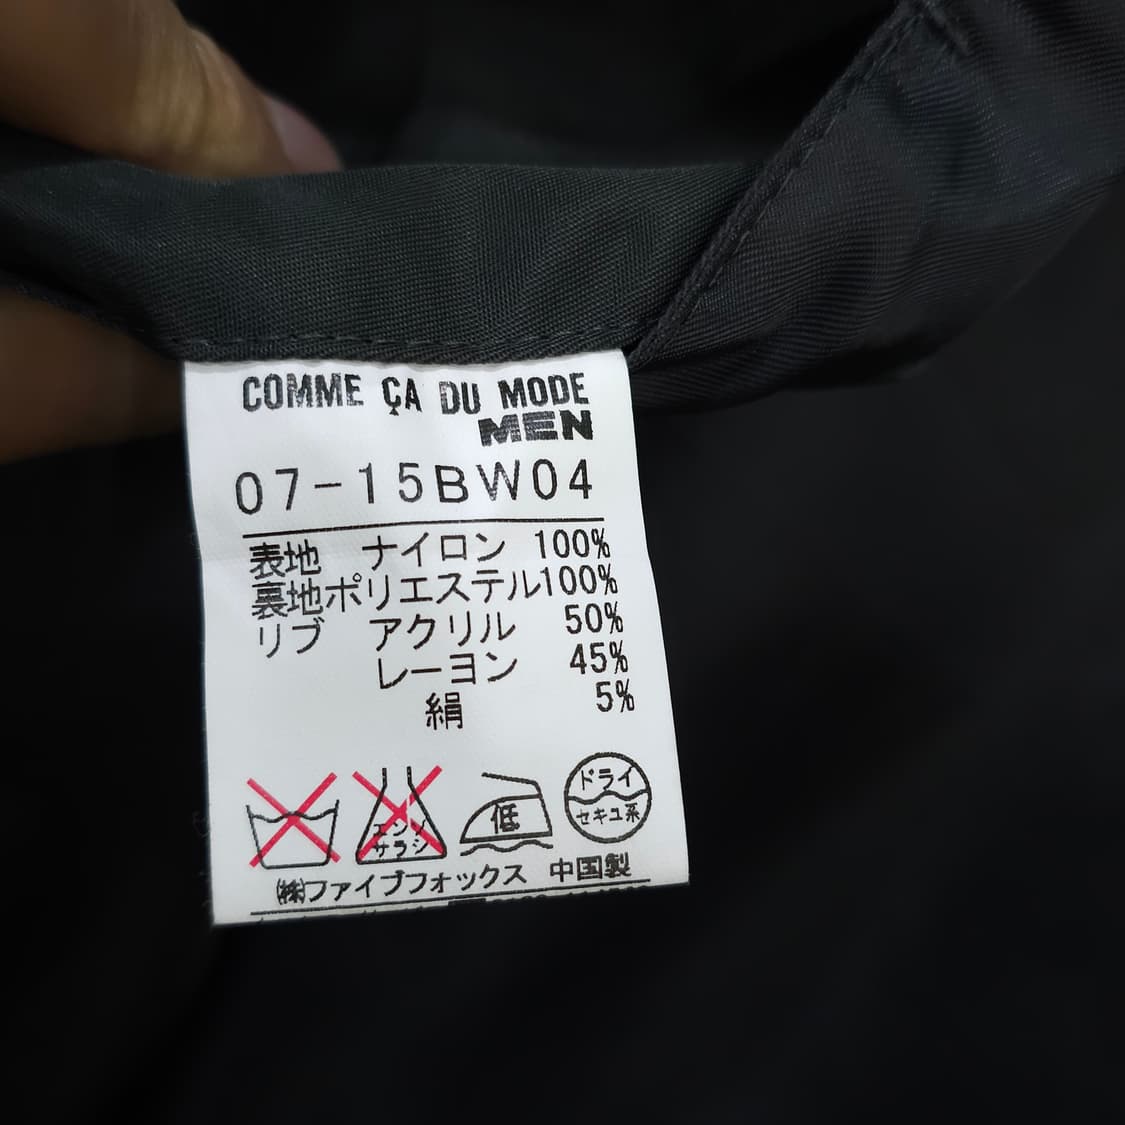 COMME ÇA DU MODE
MEN
07-15BW04
表地 ナイロン 100%
裏地ポリエステル100%
リブ アクリル 50%
レーヨン 45%
絹 5%
エンソ
サラシ
低
ドライ
セキユ系
㈱ファイブフォックス 中国製